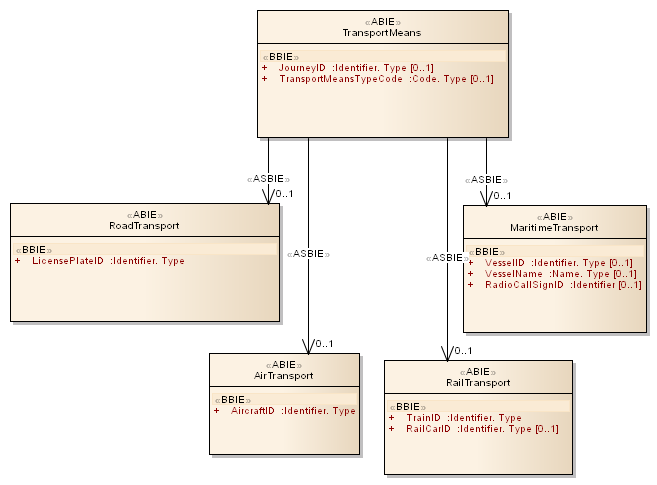 «ABIE»
TransportMeans
«BBIE»
+ JourneyID :Identifier. Type [0..1]
+ TransportMeansTypeCode :Code. Type [0..1]
«ASBIE»
0..1
«ASBIE»
0..1
«ABIE»
RoadTransport
«BBIE»
+ LicensePlateID :Identifier. Type
«ABIE»
MaritimeTransport
«BBIE»
+ VesselID :Identifier. Type [0..1]
+ VesselName :Name. Type [0..1]
+ RadioCallSignID :Identifier [0..1]
«ASBIE»
0..1
«ASBIE»
0..1
«ABIE»
AirTransport
«BBIE»
+ AircraftID :Identifier. Type
«ABIE»
RailTransport
«BBIE»
+ TrainID :Identifier. Type
+ RailCarID :Identifier. Type [0..1]